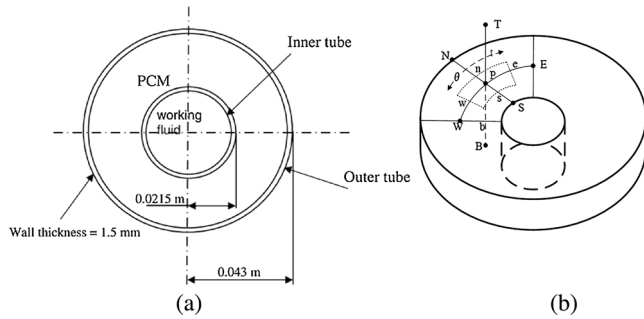 Inner tube
PCM
working
fluid
Outer tube
0.0215 m
Wall thickness = 1.5 mm
0.043 m
(a)
T
N
n
t
e
E
θ
P
w
s
S
W
b
B
(b)